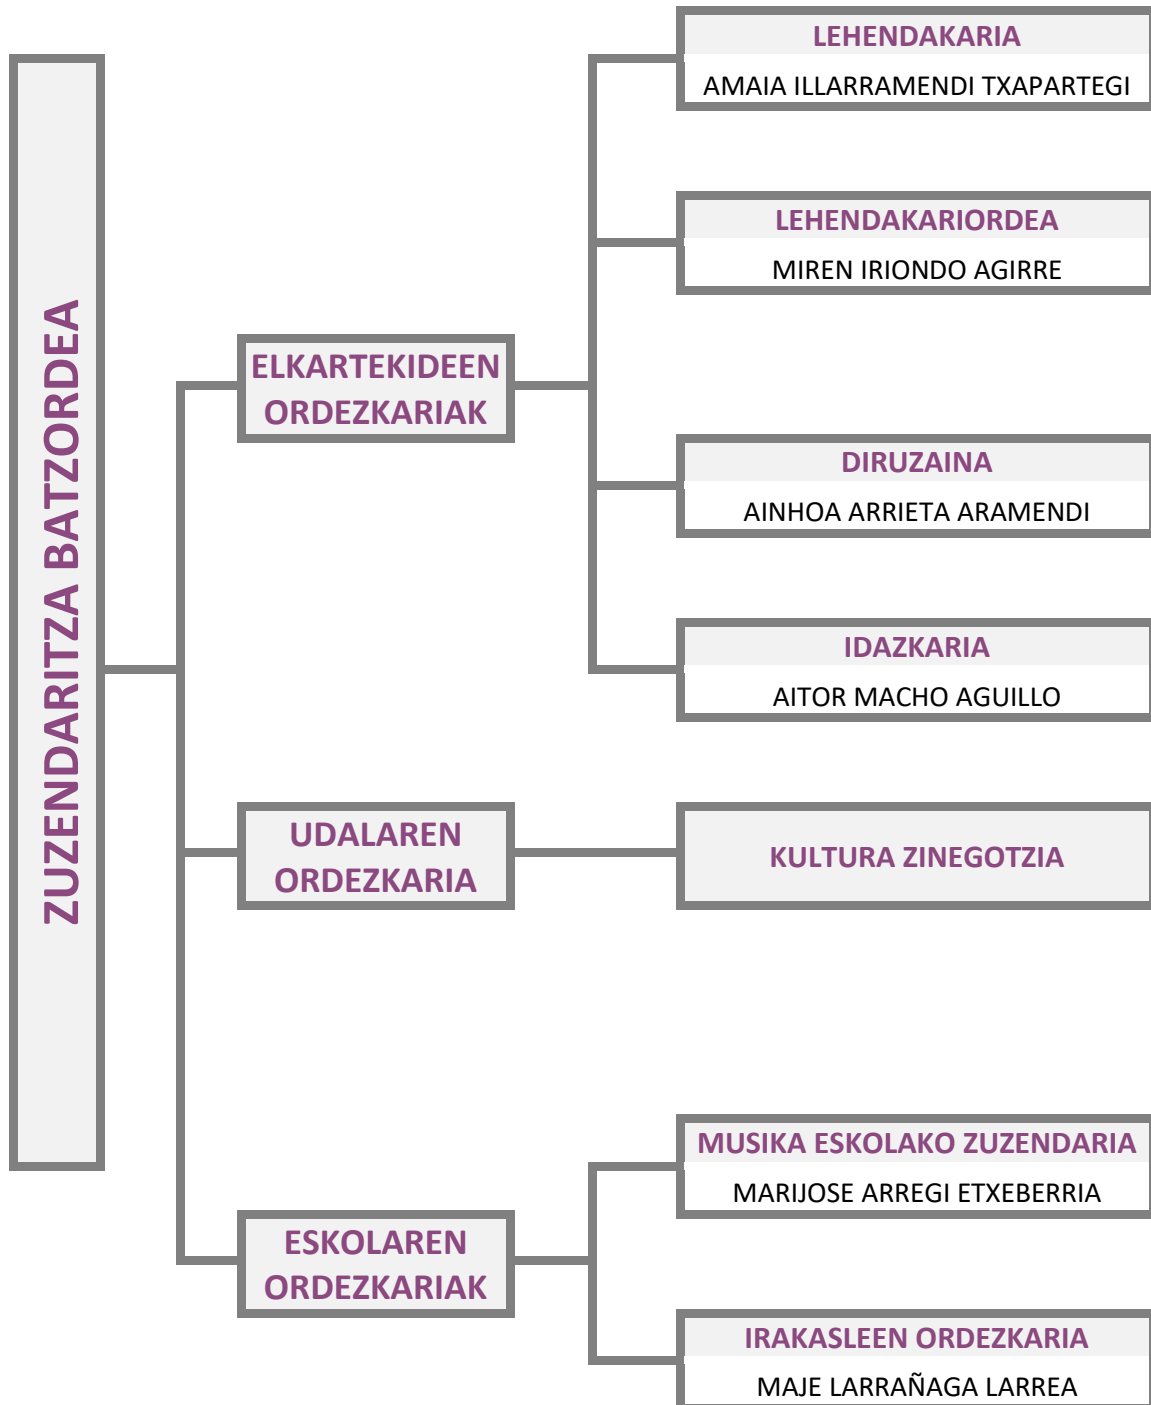 ZUZENDARITZA BATZORDEA
ELKARTEKIDEEN
ORDEZKARIAK
LEHENDAKARIA
AMAIA ILLARRAMENDI TXAPARTEGI
LEHENDAKARIORDEA
MIREN IRIONDO AGIRRE
DIRUZAINA
AINHOA ARRIETA ARAMENDI
IDAZKARIA
AITOR MACHO AGUILLO
UDALAREN
ORDEZKARIA
KULTURA ZINEGOTZIA
ESKOLAREN
ORDEZKARIAK
MUSIKA ESKOLAKO ZUZENDARIA
MARIJOSE ARREGI ETXEBERRIA
IRAKASLEEN ORDEZKARIA
MAJE LARRAÑAGA LARREA